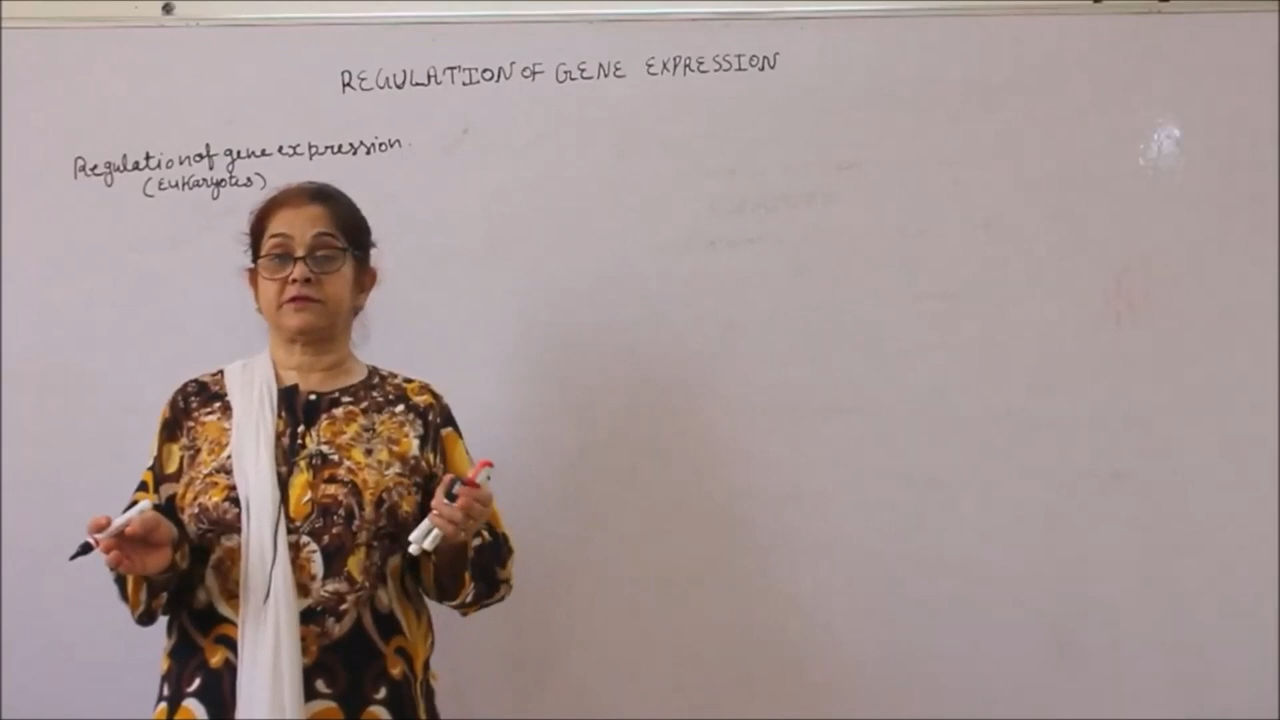 REGULATION OF GENE EXPRESSION
Regulation of gene expression.
(Eukaryotes)